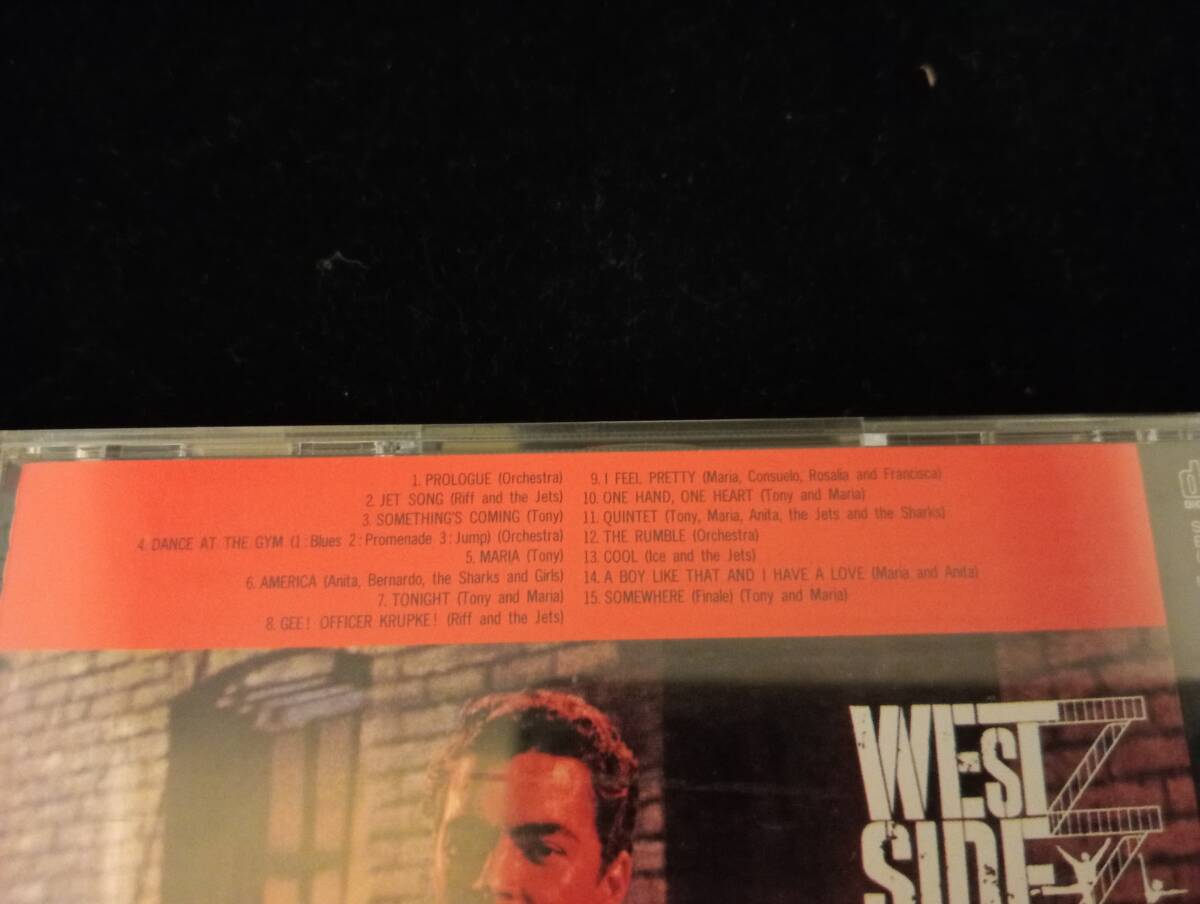 1. PROLOGUE (Orchestra)
2. JET SONG (Riff and the Jets)
3. SOMETHING'S COMING (Tony)
4. DANCE AT THE GYM (1:Blues 2:Promenade 3:Jump) (Orchestra)
5. MARIA (Tony)
6. AMERICA (Anita, Bernardo, the Sharks and Girls)
7. TONIGHT (Tony and Maria)
8. GEE! OFFICER KRUPKE! (Riff and the Jets)
9. I FEEL PRETTY (Maria, Consuelo, Rosalia and Francisca)
10. ONE HAND, ONE HEART (Tony and Maria)
11. QUINTET (Tony, Maria, Anita, the Jets and the Sharks)
12. THE RUMBLE (Orchestra)
13. COOL (Ice and the Jets)
14. A BOY LIKE THAT AND I HAVE A LOVE (Maria and Anita)
15. SOMEWHERE (Finale) (Tony and Maria)
WEST
SIDE